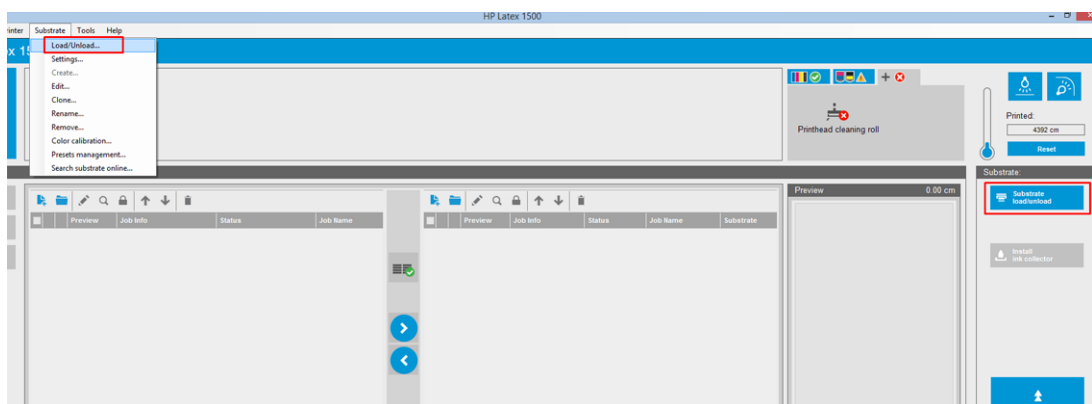 HP Latex 1500
Substrate Tools Help
Load/Unload...
Settings...
Create...
Edit...
Clone...
Rename...
Remove...
Color calibration...
Presets management...
Search substrate online...
Printhead cleaning roll
Printed:
4392 cm
Reset
Substrate:
Substrate
load/unload
Install
ink collector
Preview Job Info Status Job Name
Preview Job Info Status Job Name Substrate
Preview 0.00 cm